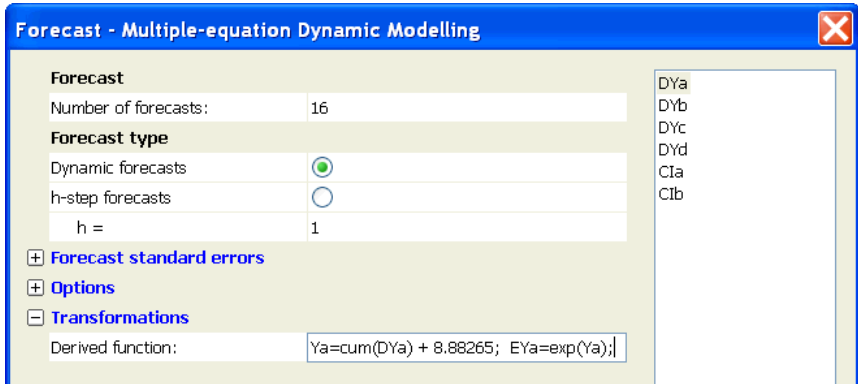 Forecast - Multiple-equation Dynamic Modelling
Forecast
Number of forecasts: 16
Forecast type
Dynamic forecasts
h-step forecasts
h = 1
Forecast standard errors
Options
Transformations
Derived function: Ya=cum(DYa) + 8.88265; EYa=exp(Ya);
DYa
DYb
DYc
DYd
CIa
CIb